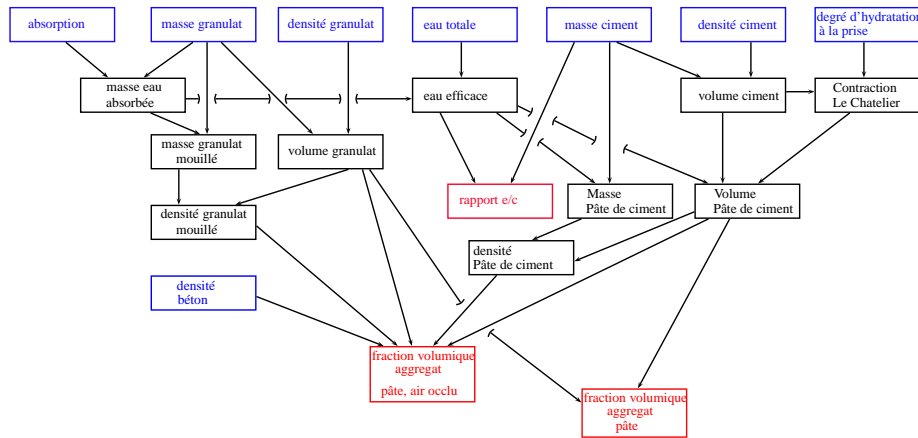 absorption
masse granulat
densité granulat
eau totale
masse ciment
densité ciment
degré d'hydratation
à la prise
masse eau
absorbée
eau efficace
volume ciment
Contraction
Le Chatelier
masse granulat
mouillé
volume granulat
rapport e/c
Masse
Pâte de ciment
Volume
Pâte de ciment
densité granulat
mouillé
densité
Pâte de ciment
densité
béton
fraction volumique
aggregat
pâte, air occlu
fraction volumique
aggregat
pâte